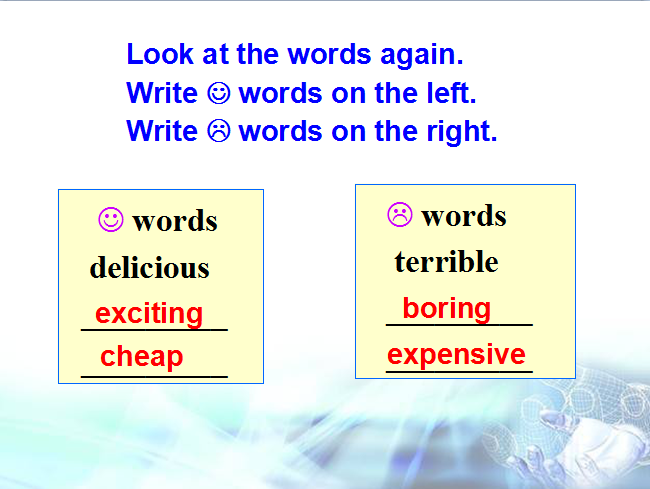 Look at the words again.
Write ☺ words on the left.
Write ☹ words on the right.
☺ words
delicious
exciting
cheap
☹ words
terrible
boring
expensive